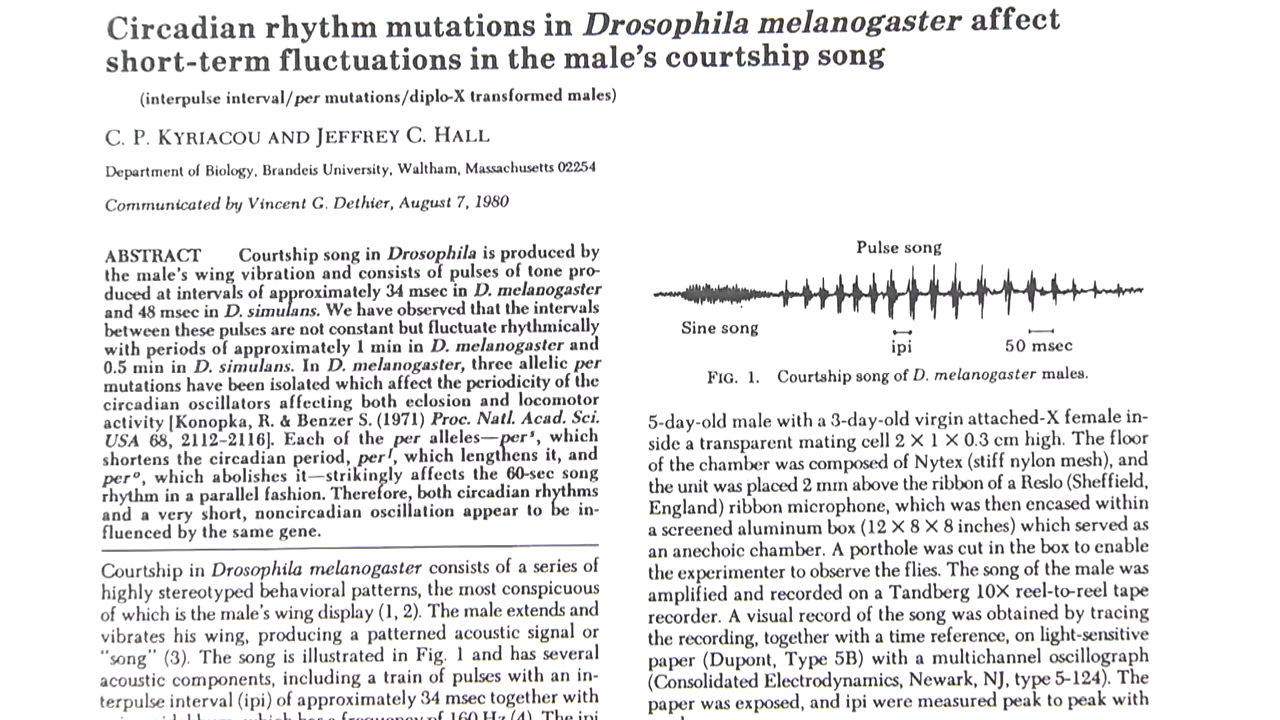 Circadian rhythm mutations in Drosophila melanogaster affect
short-term fluctuations in the male's courtship song
(interpulse interval/per mutations/diplo-X transformed males)
C. P. KYRIACOU AND JEFFREY C. HALL
Department of Biology, Brandeis University, Waltham, Massachusetts 02254
Communicated by Vincent G. Dethier, August 7, 1980
ABSTRACT Courtship song in Drosophila is produced by
the male's wing vibration and consists of pulses of tone pro-
duced at intervals of approximately 34 msec in D. melanogaster
and 48 msec in D. simulans. We have observed that the intervals
between these pulses are not constant but fluctuate rhythmically
with periods of approximately 1 min in D. melanogaster and
0.5 min in D. simulans. In D. melanogaster, three allelic per
mutations have been isolated which affect the periodicity of the
circadian oscillators affecting both eclosion and locomotor
activity [Konopka, R. & Benzer S. (1971) Proc. Natl. Acad. Sci.
USA 68, 2112–2116]. Each of the per alleles—perˢ, which
shortens the circadian period, perˡ, which lengthens it, and
perᵒ, which abolishes it—strikingly affects the 60-sec song
rhythm in a parallel fashion. Therefore, both circadian rhythms
and a very short, noncircadian oscillation appear to be in-
fluenced by the same gene.
Courtship in Drosophila melanogaster consists of a series of
highly stereotyped behavioral patterns, the most conspicuous
of which is the male's wing display (1, 2). The male extends and
vibrates his wing, producing a patterned acoustic signal or
"song" (3). The song is illustrated in Fig. 1 and has several
acoustic components, including a train of pulses with an in-
terpulse interval (ipi) of approximately 34 msec together with
which has a frequency of 160 Hz (4). The ipi
Pulse song
Sine song
ipi
50 msec
FIG. 1. Courtship song of D. melanogaster males.
5-day-old male with a 3-day-old virgin attached-X female in-
side a transparent mating cell 2 × 1 × 0.3 cm high. The floor
of the chamber was composed of Nytex (stiff nylon mesh), and
the unit was placed 2 mm above the ribbon of a Reslo (Sheffield,
England) ribbon microphone, which was then encased within
a screened aluminum box (12 × 8 × 8 inches) which served as
an anechoic chamber. A porthole was cut in the box to enable
the experimenter to observe the flies. The song of the male was
amplified and recorded on a Tandberg 10X reel-to-reel tape
recorder. A visual record of the song was obtained by tracing
the recording, together with a time reference, on light-sensitive
paper (Dupont, Type 5B) with a multichannel oscillograph
(Consolidated Electrodynamics, Newark, NJ, type 5-124). The
paper was exposed, and ipi were measured peak to peak with